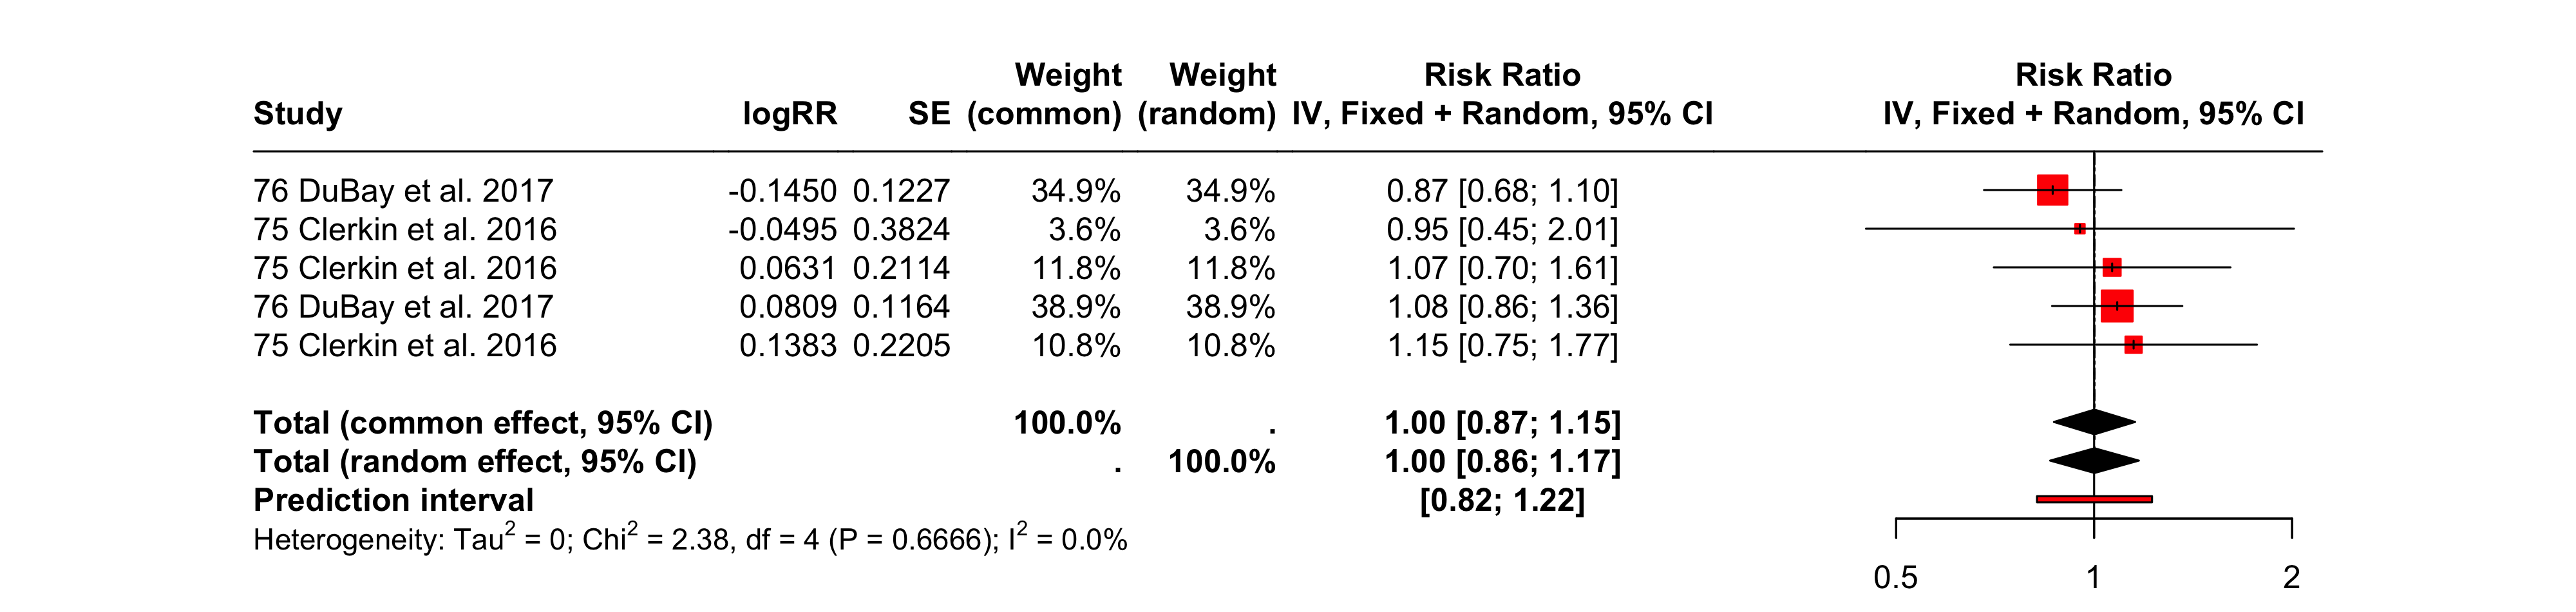 Weight Weight Risk Ratio Risk Ratio
Study logRR SE (common) (random) IV, Fixed + Random, 95% CI IV, Fixed + Random, 95% CI
76 DuBay et al. 2017 -0.1450 0.1227 34.9% 34.9% 0.87 [0.68; 1.10]
75 Clerkin et al. 2016 -0.0495 0.3824 3.6% 3.6% 0.95 [0.45; 2.01]
75 Clerkin et al. 2016 0.0631 0.2114 11.8% 11.8% 1.07 [0.70; 1.61]
76 DuBay et al. 2017 0.0809 0.1164 38.9% 38.9% 1.08 [0.86; 1.36]
75 Clerkin et al. 2016 0.1383 0.2205 10.8% 10.8% 1.15 [0.75; 1.77]
Total (common effect, 95% CI) 100.0% . 1.00 [0.87; 1.15]
Total (random effect, 95% CI) . 100.0% 1.00 [0.86; 1.17]
Prediction interval [0.82; 1.22]
Heterogeneity: Tau² = 0; Chi² = 2.38, df = 4 (P = 0.6666); I² = 0.0%
0.5 1 2